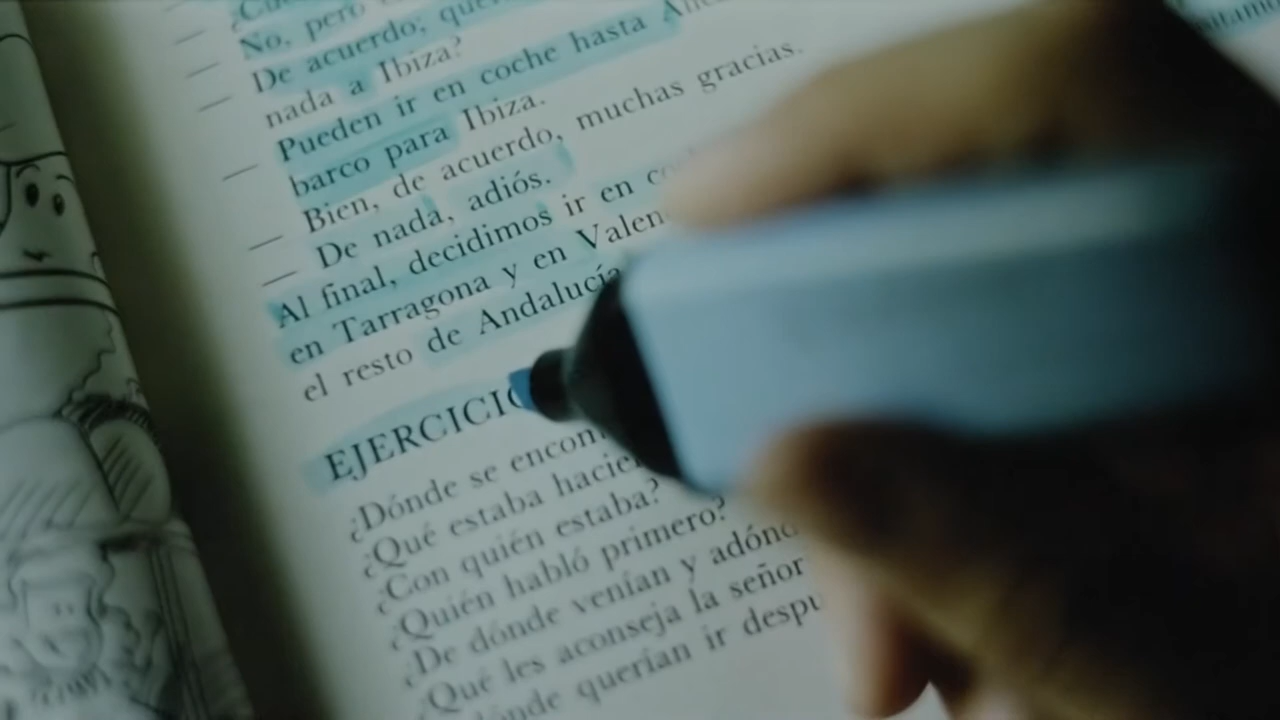 No, pero
De acuerdo; que
nada a Ibiza?
Pueden ir en coche hasta
barco para Ibiza.
Bien, de acuerdo, muchas gracias.
De nada, adiós.
Al final, decidimos ir en
en Tarragona y en Valen
el resto de Andalucía
EJERCICIO
¿Dónde se encon
¿Qué estaba hacien
¿Con quién estaba?
¿Quién habló primero?
¿De dónde venían y adónd
¿Qué les aconseja la señor
querían ir despu